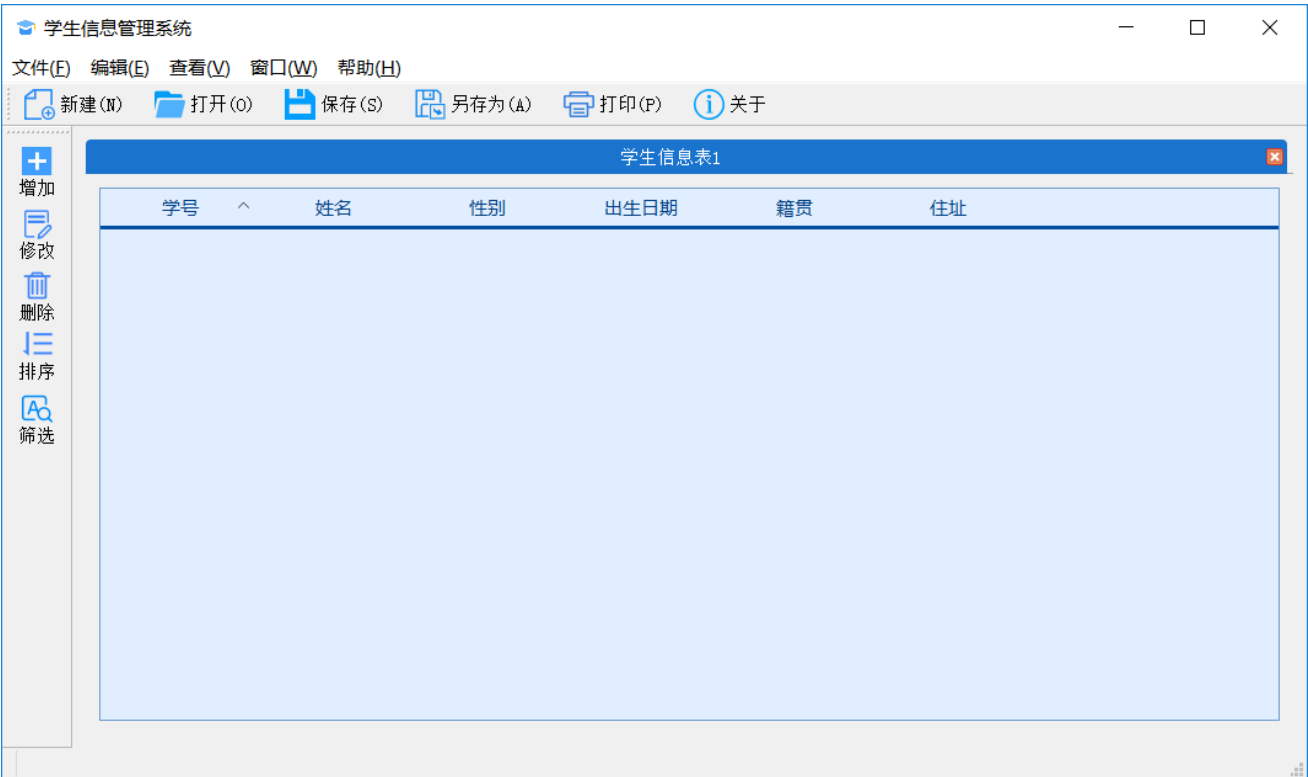 学生信息管理系统
文件(F) 编辑(E) 查看(V) 窗口(W) 帮助(H)
新建(N) 打开(O) 保存(S) 另存为(A) 打印(P) 关于
学生信息表1
增加
修改
删除
排序
筛选
学号 姓名 性别 出生日期 籍贯 住址